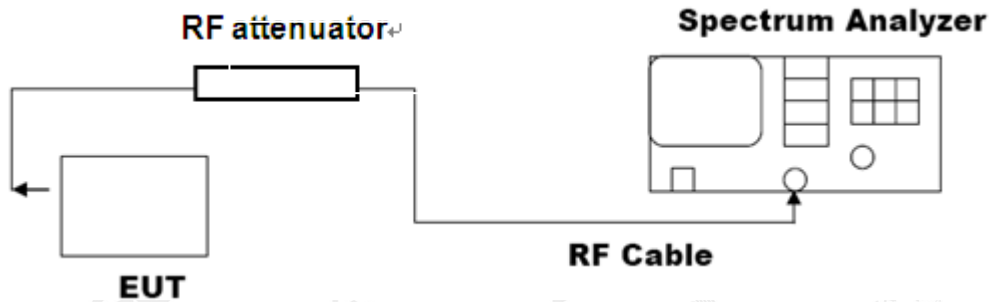 RF attenuator↵
Spectrum Analyzer
RF Cable
EUT